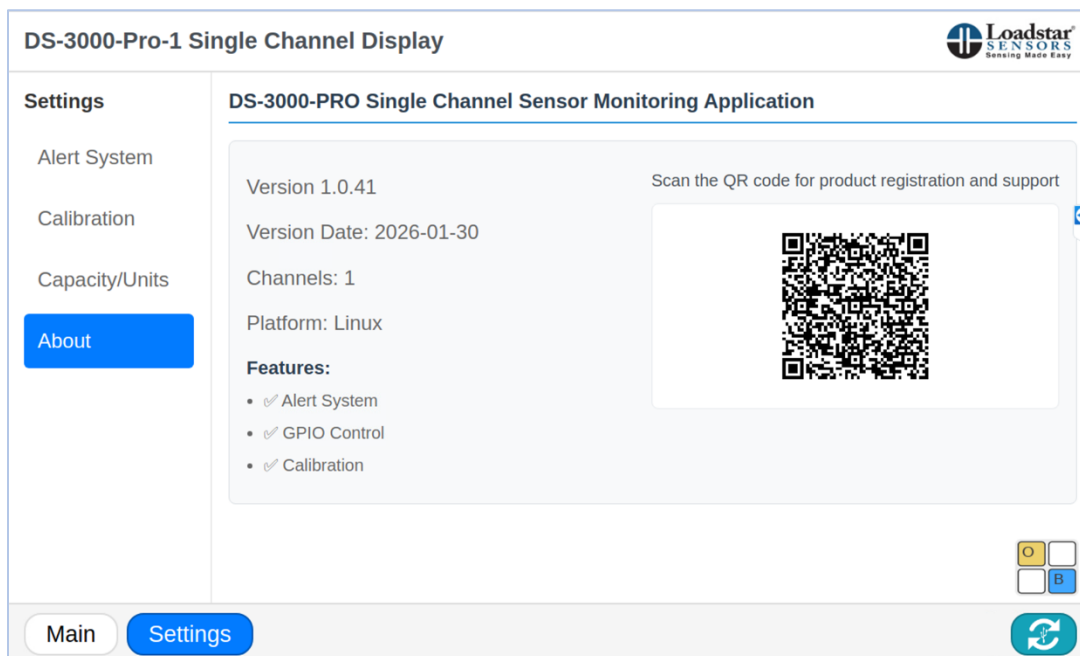 DS-3000-Pro-1 Single Channel Display
Loadstar
SENSORS
Sensing Made Easy
Settings
Alert System
Calibration
Capacity/Units
About
DS-3000-PRO Single Channel Sensor Monitoring Application
Version 1.0.41
Version Date: 2026-01-30
Channels: 1
Platform: Linux
Features:
• ✅ Alert System
• ✅ GPIO Control
• ✅ Calibration
Scan the QR code for product registration and support
O
B
Main
Settings